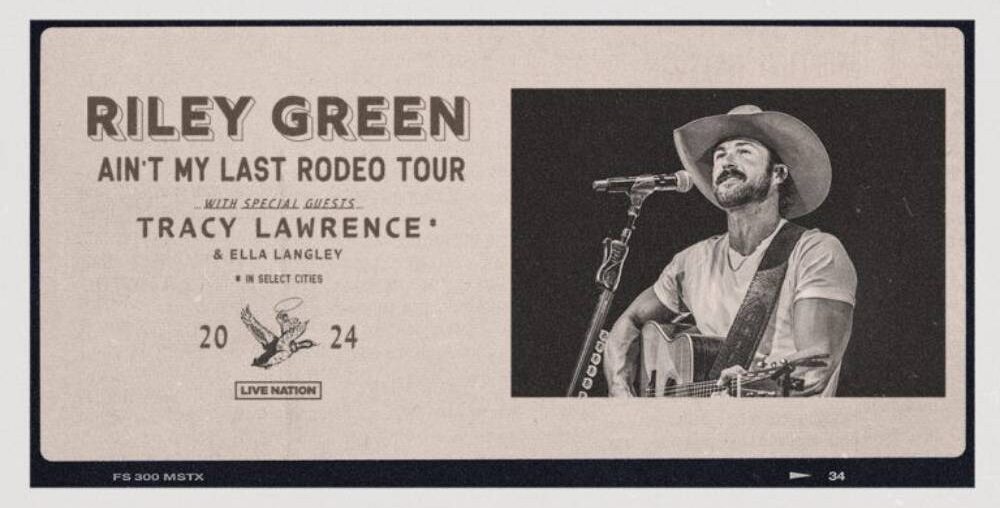 RILEY GREEN
AIN'T MY LAST RODEO TOUR
...WITH SPECIAL GUESTS...
TRACY LAWRENCE*
& ELLA LANGLEY
* IN SELECT CITIES
20 24
LIVE NATION
FS 300 MSTX
34